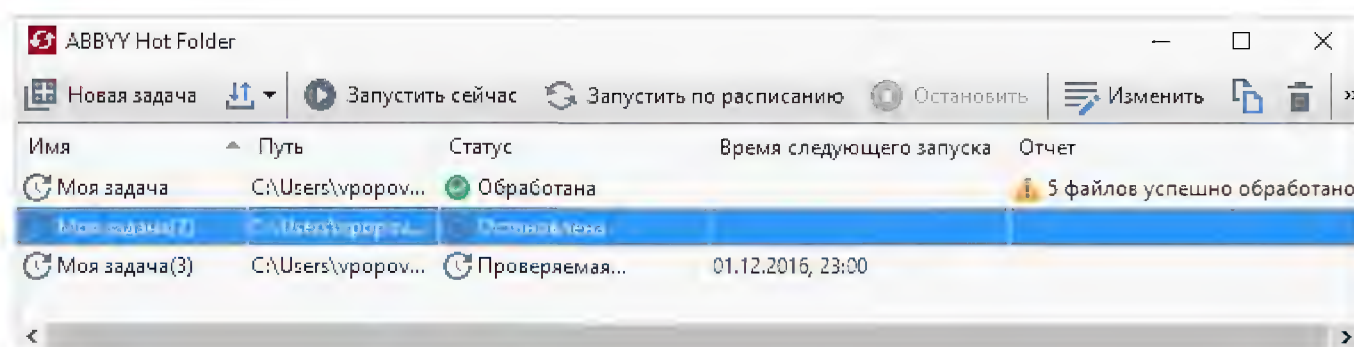 ABBYY Hot Folder
Новая задача Запустить сейчас Запустить по расписанию Остановить Изменить »
Имя Путь Статус Время следующего запуска Отчет
Моя задача C:\Users\vpopov... Обработана 5 файлов успешно обработано
Моя задача(2) C:\Users\vpopov... Остановлена
Моя задача(3) C:\Users\vpopov... Проверяемая... 01.12.2016, 23:00